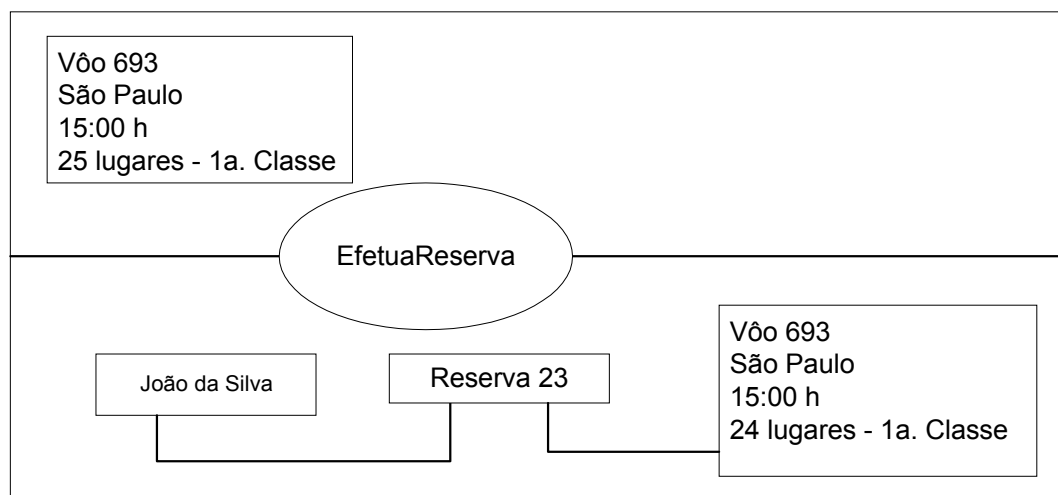 Vôo 693
São Paulo
15:00 h
25 lugares - 1a. Classe
EfetuaReserva
João da Silva
Reserva 23
Vôo 693
São Paulo
15:00 h
24 lugares - 1a. Classe